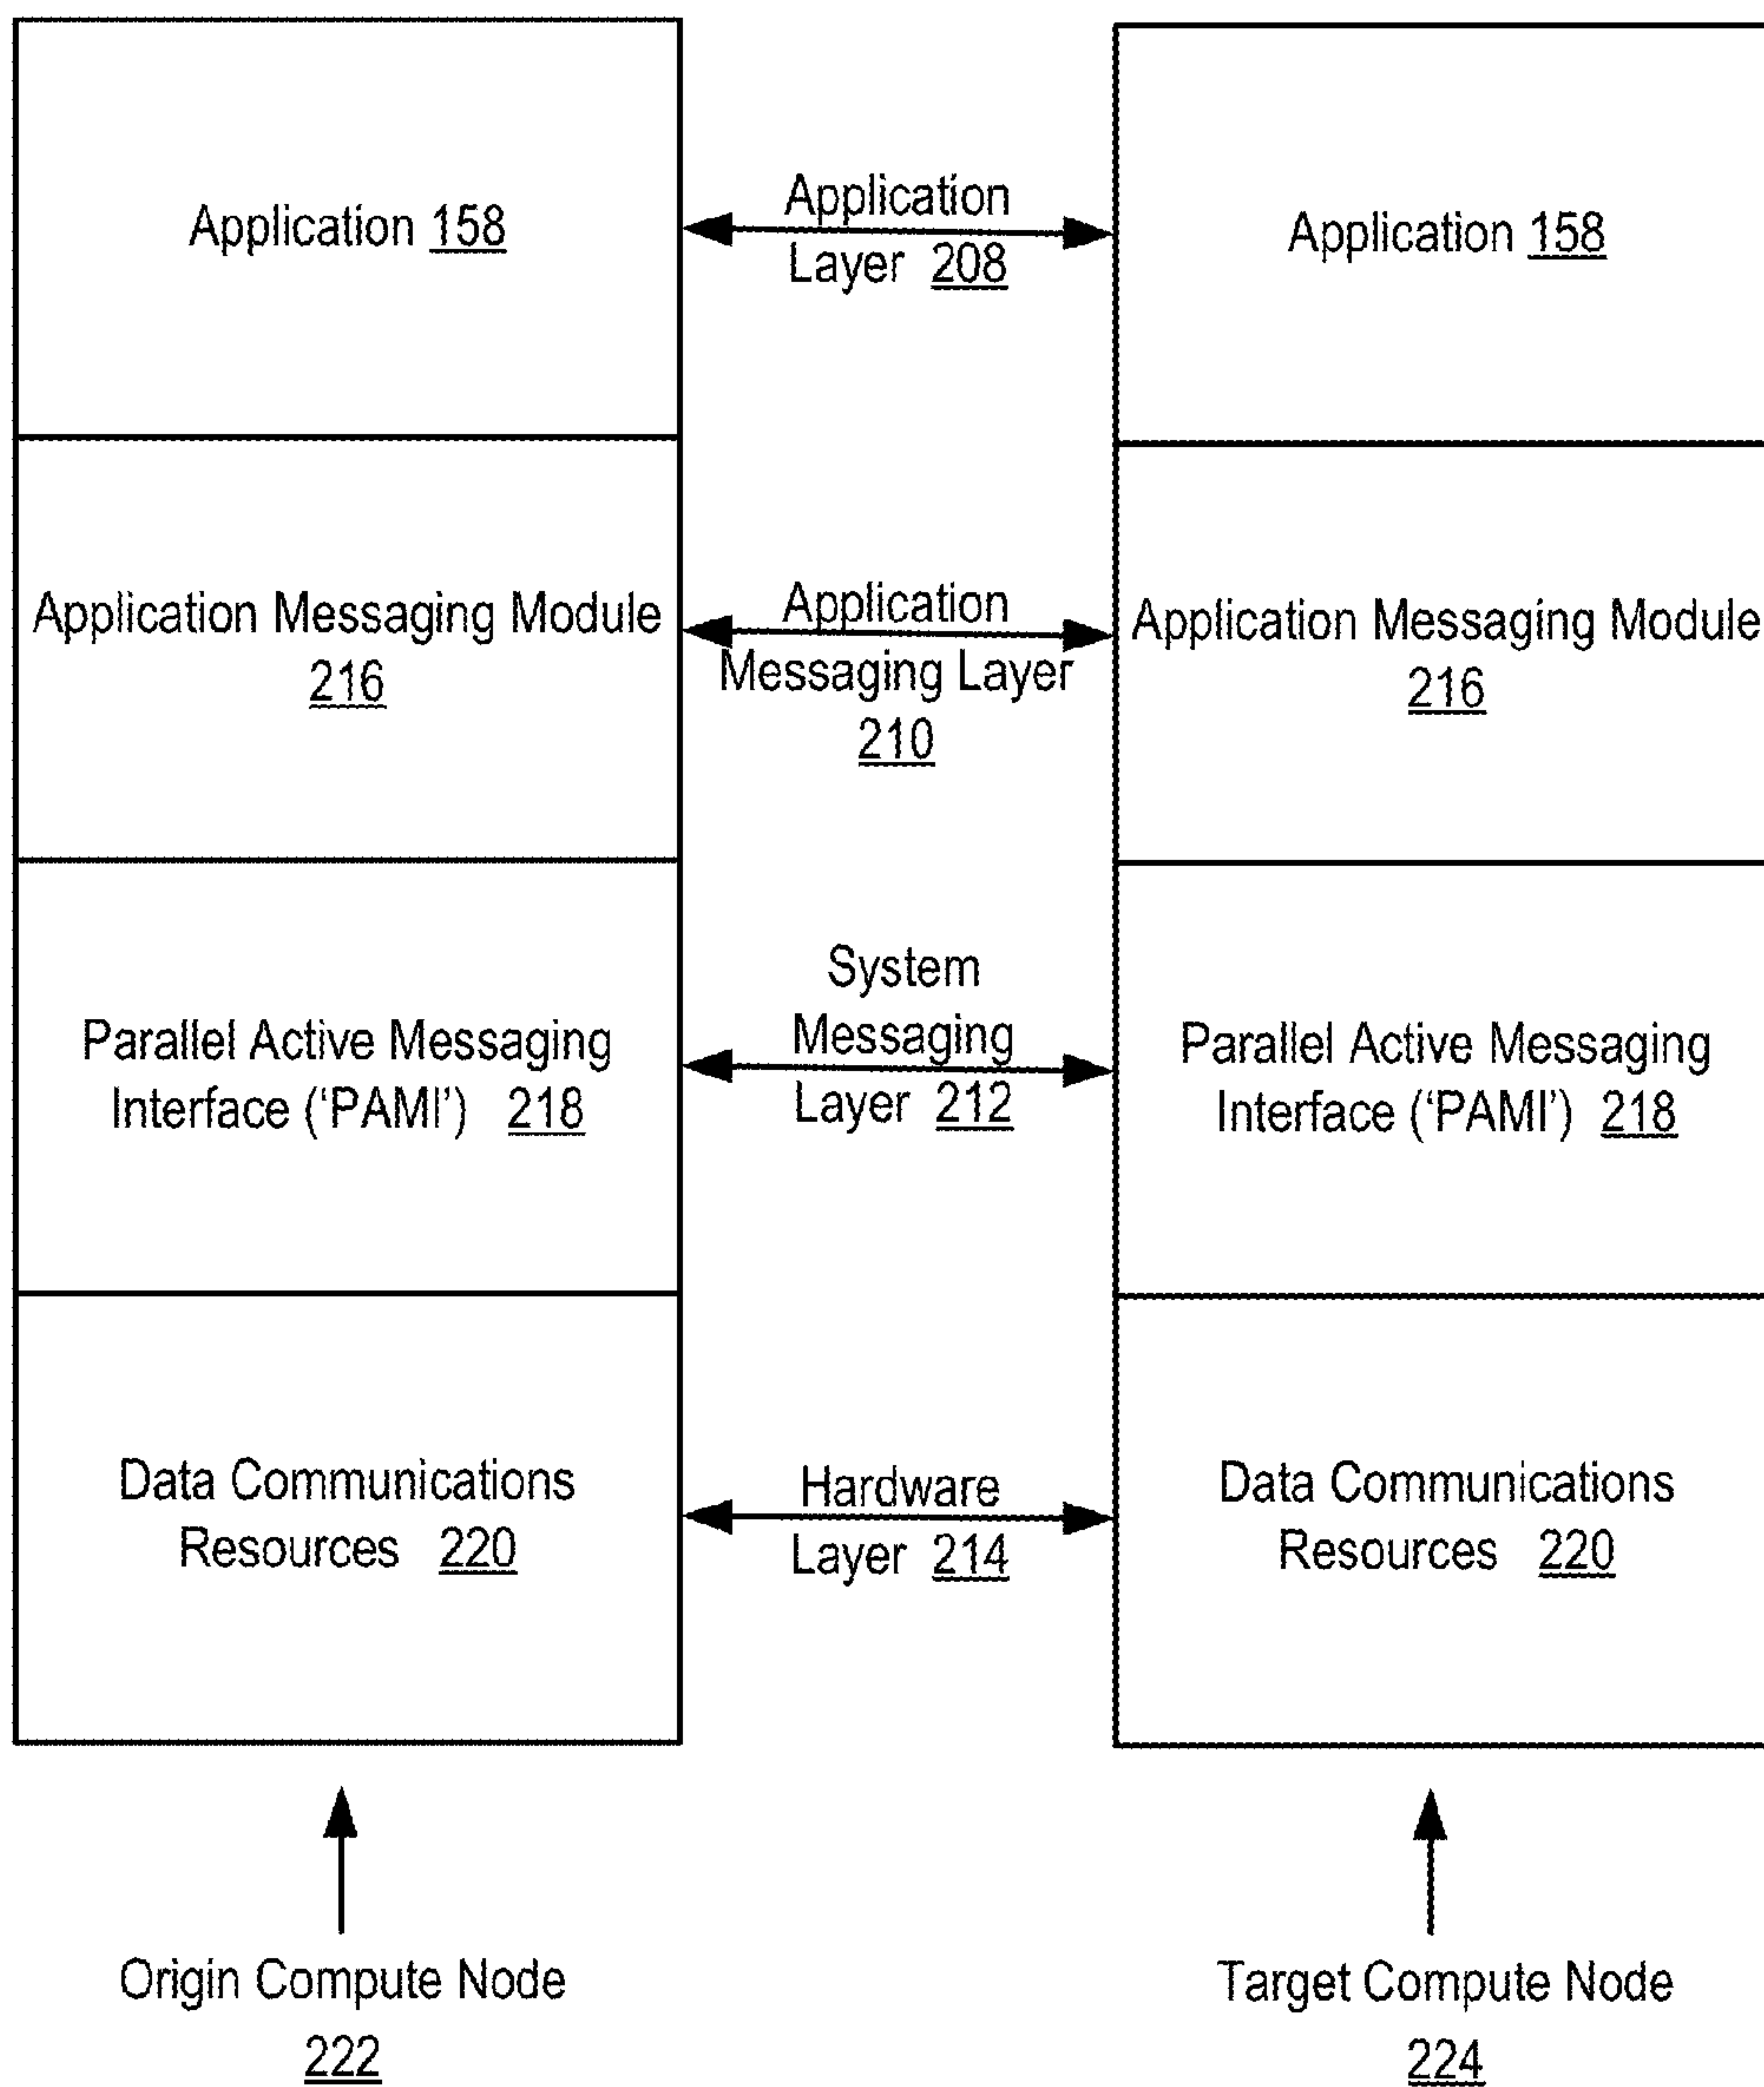 Application 158
Application
Layer 208
Application 158
Application Messaging Module
216
Application
Messaging Layer
210
Application Messaging Module
216
Parallel Active Messaging
Interface (‘PAMI’) 218
System
Messaging
Layer 212
Parallel Active Messaging
Interface (‘PAMI’) 218
Data Communications
Resources 220
Hardware
Layer 214
Data Communications
Resources 220
Origin Compute Node
222
Target Compute Node
224